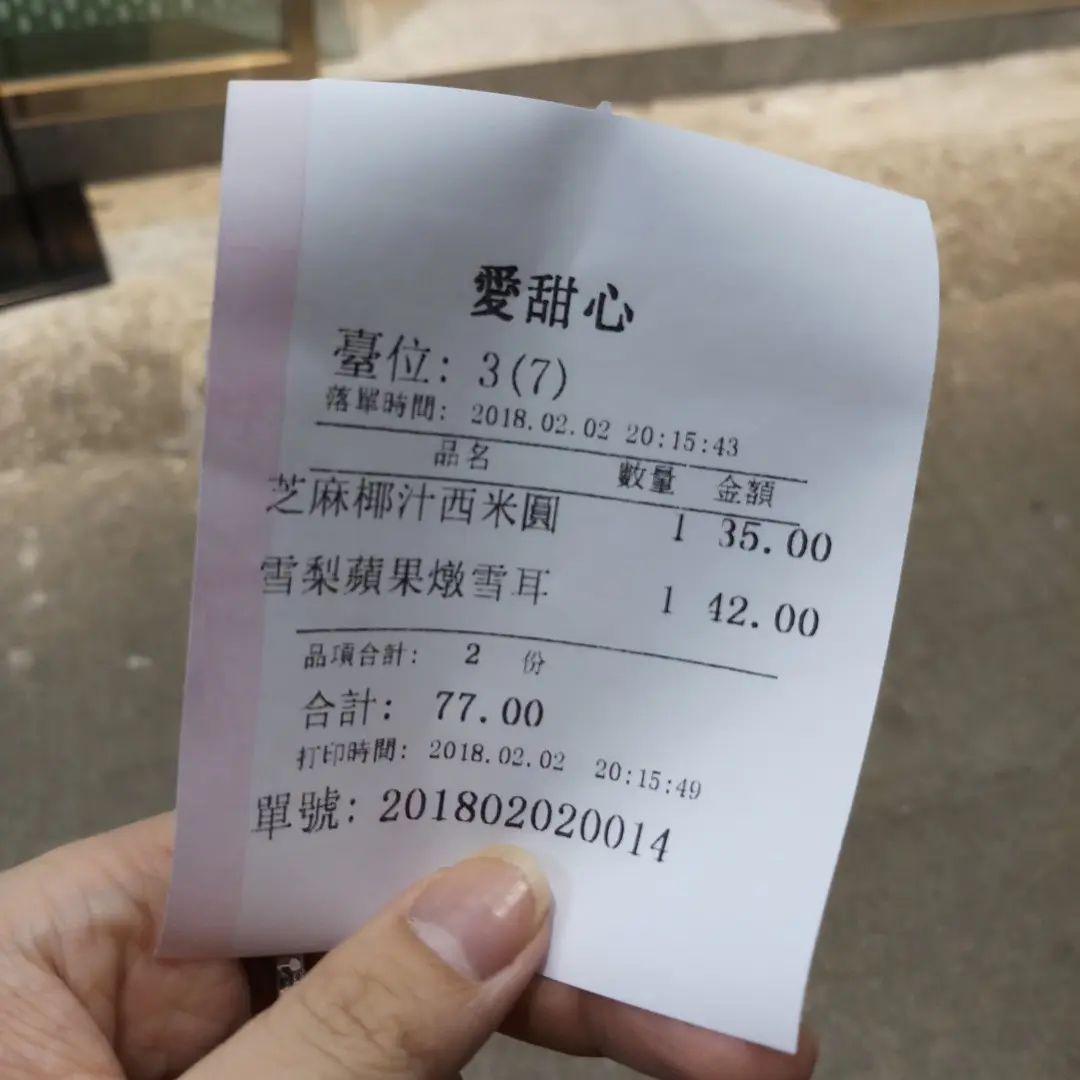 愛甜心
臺位: 3(7)
落單時間: 2018.02.02 20:15:43
品名 數量 金額
芝麻椰汁西米圓 1 35.00
雪梨蘋果燉雪耳 1 42.00
品項合計: 2 份
合計: 77.00
打印時間: 2018.02.02 20:15:49
單號: 201802020014